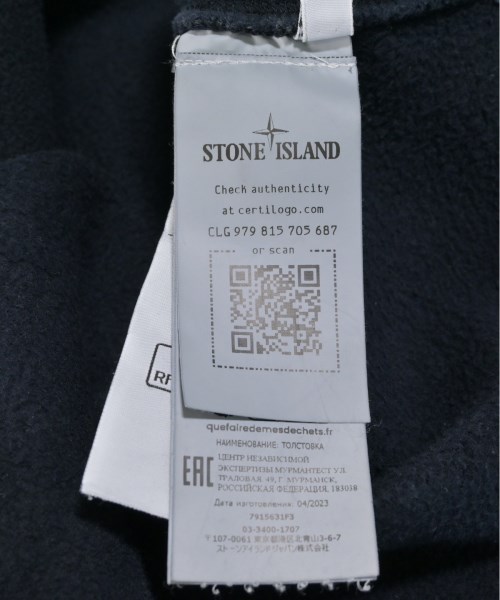 STONE ISLAND
Check authenticity
at certilogo.com
CLG 979 815 705 687
or scan
RF
quefairedemesdechets.fr
НАИМЕНОВАНИЕ: ТОЛСТОВКА
EAC
ЦЕНТР НЕЗАВИСИМОЙ
ЭКСПЕРТИЗЫ МУРМАНТЕСТ УЛ.
ТРАЛОВАЯ 49, Г. МУРМАНСК,
РОССИЙСКАЯ ФЕДЕРАЦИЯ, 183038
Дата изготовления: 04/2023
7915631F3
03-3400-1707
〒107-0061 東京都港区北青山3-6-7
ストーンアイランドジャパン(株)